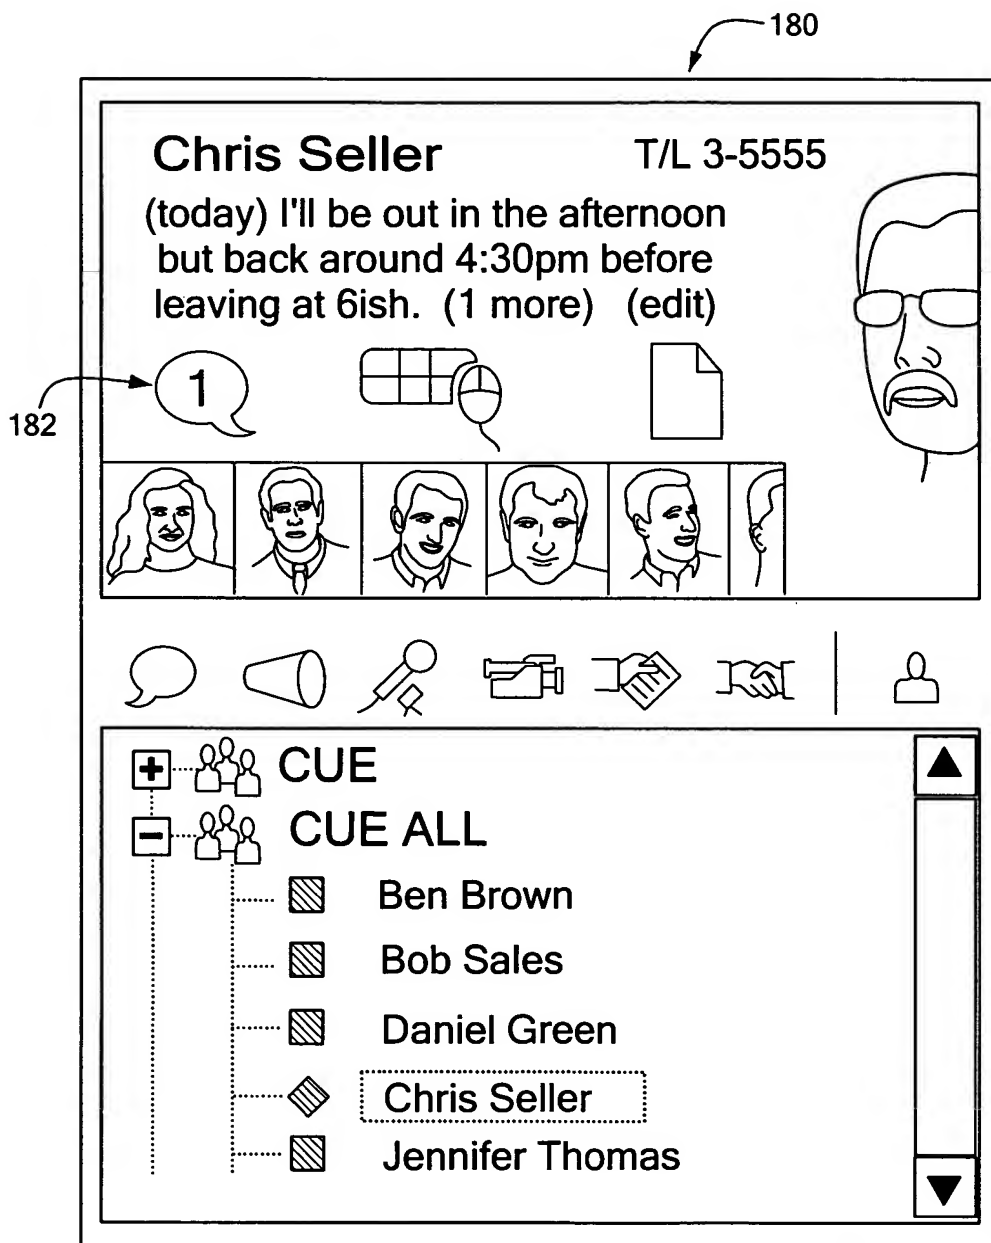 180
Chris Seller T/L 3-5555
(today) I'll be out in the afternoon
but back around 4:30pm before
leaving at 6ish. (1 more) (edit)
1
182
+ CUE
- CUE ALL
Ben Brown
Bob Sales
Daniel Green
Chris Seller
Jennifer Thomas